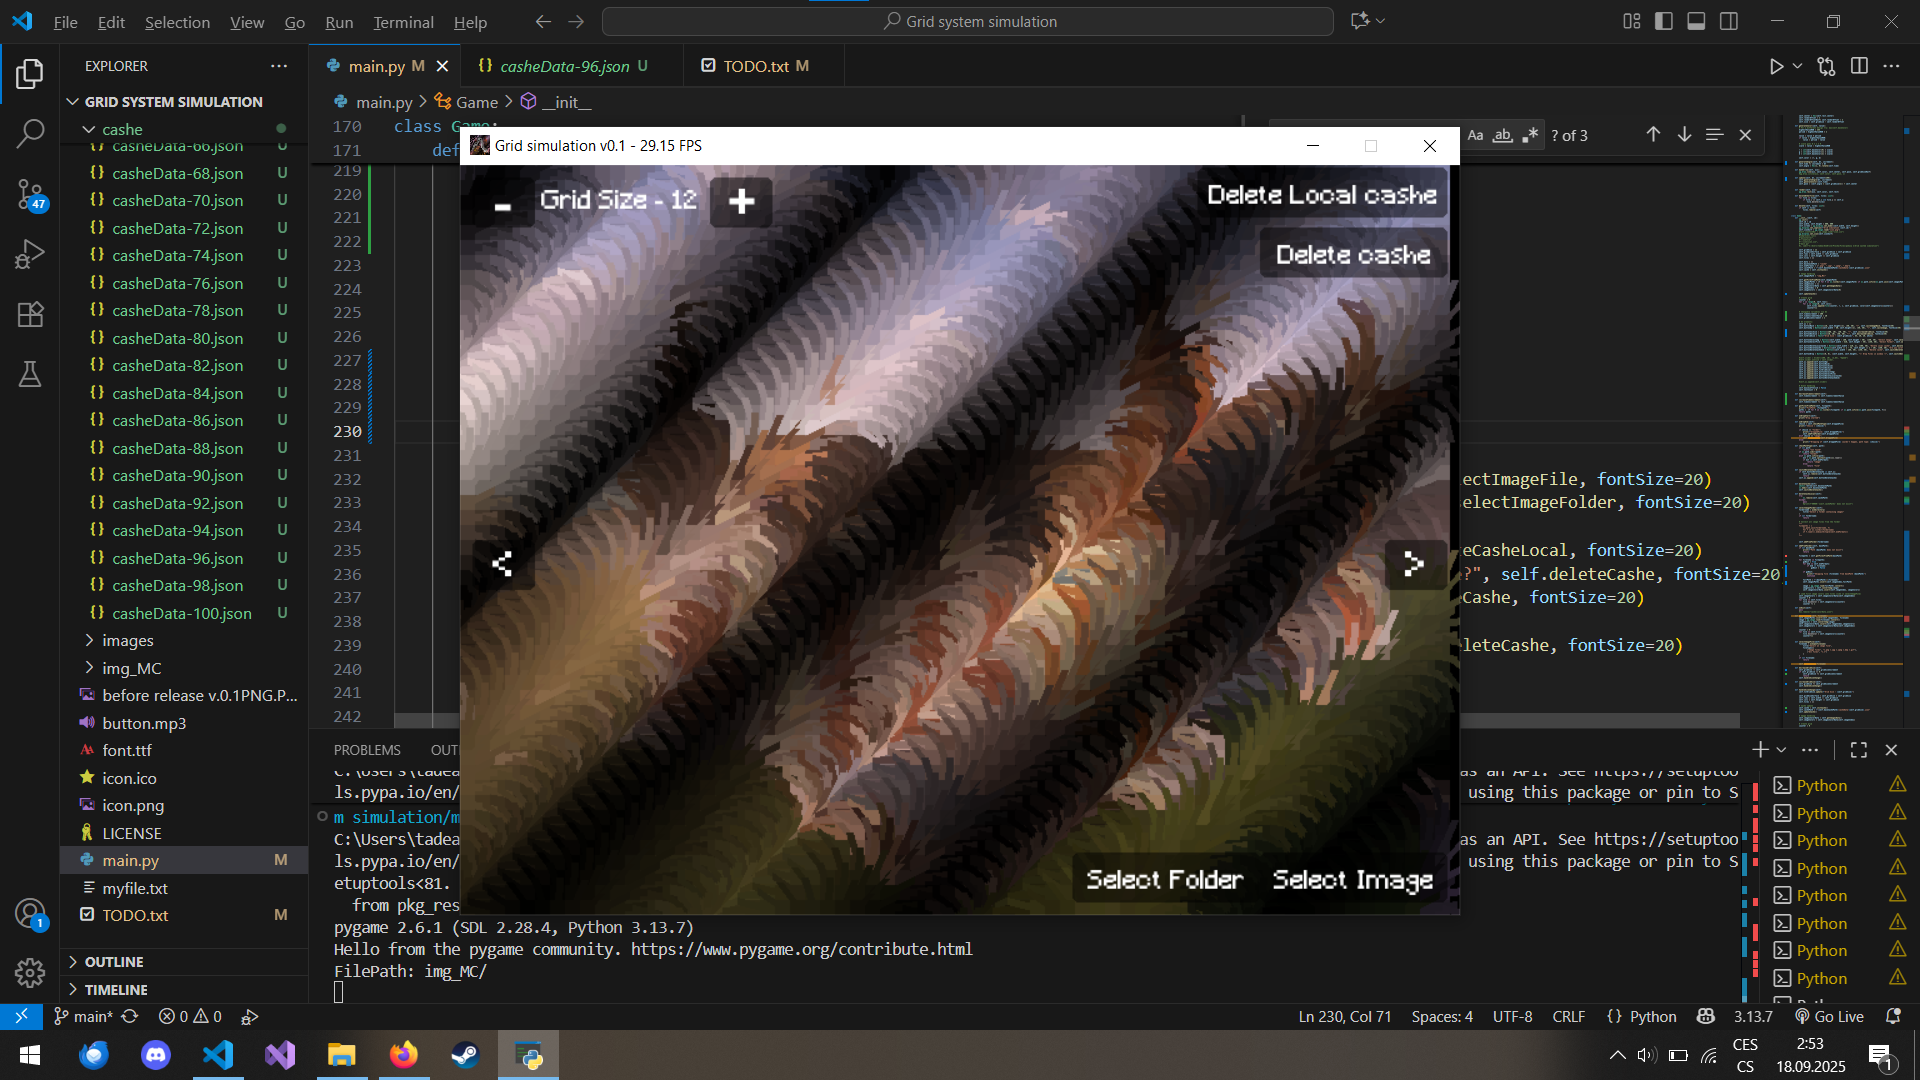 File Edit Selection View Go Run Terminal Help
Grid system simulation
EXPLORER
GRID SYSTEM SIMULATION
cashe
casheData-66.json U
casheData-68.json U
casheData-70.json U
casheData-72.json U
casheData-74.json U
casheData-76.json U
casheData-78.json U
casheData-80.json U
casheData-82.json U
casheData-84.json U
casheData-86.json U
casheData-88.json U
casheData-90.json U
casheData-92.json U
casheData-94.json U
casheData-96.json U
casheData-98.json U
casheData-100.json U
images
img_MC
before release v.0.1PNG.P...
button.mp3
font.ttf
icon.ico
icon.png
LICENSE
main.py M
myfile.txt
TODO.txt M
OUTLINE
TIMELINE
47
1
main.py M
casheData-96.json U
TODO.txt M
main.py > Game > __init__
170 class Game:
171 def
219
220
221
222
223
224
225
226
227
228
229
230
231
232
233
234
235
236
237
238
239
240
241
242
Aa ab ? of 3
ectImageFile, fontSize=20)
electImageFolder, fontSize=20)
eCasheLocal, fontSize=20)
e?", self.deleteCashe, fontSize=20
Cashe, fontSize=20)
leteCashe, fontSize=20)
Grid simulation v0.1 - 29.15 FPS
- Grid Size - 12 +
Delete Local cashe
Delete cashe
<
>
Select Folder Select Image
PROBLEMS OUT
C:\Users\tadea
ls.pypa.io/en/
m simulation/m
C:\Users\tadea
ls.pypa.io/en/
etuptools<81.
from pkg_res
pygame 2.6.1 (SDL 2.28.4, Python 3.13.7)
Hello from the pygame community. https://www.pygame.org/contribute.html
FilePath: img_MC/
as an API. See https://setuptoo
using this package or pin to S
as an API. See https://setuptoo
using this package or pin to S
Python
Python
Python
Python
Python
Python
Python
Python
main* 0 0
Ln 230, Col 71 Spaces: 4 UTF-8 CRLF { } Python 3.13.7 Go Live
CES
CS
2:53
18.09.2025
1